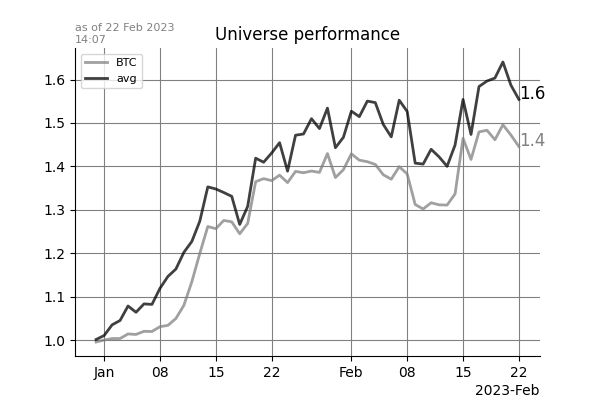 as of 22 Feb 2023
14:07
Universe performance
BTC
avg
1.6
1.5
1.4
1.3
1.2
1.1
1.0
1.6
1.4
Jan 08 15 22 Feb 08 15 22
2023-Feb